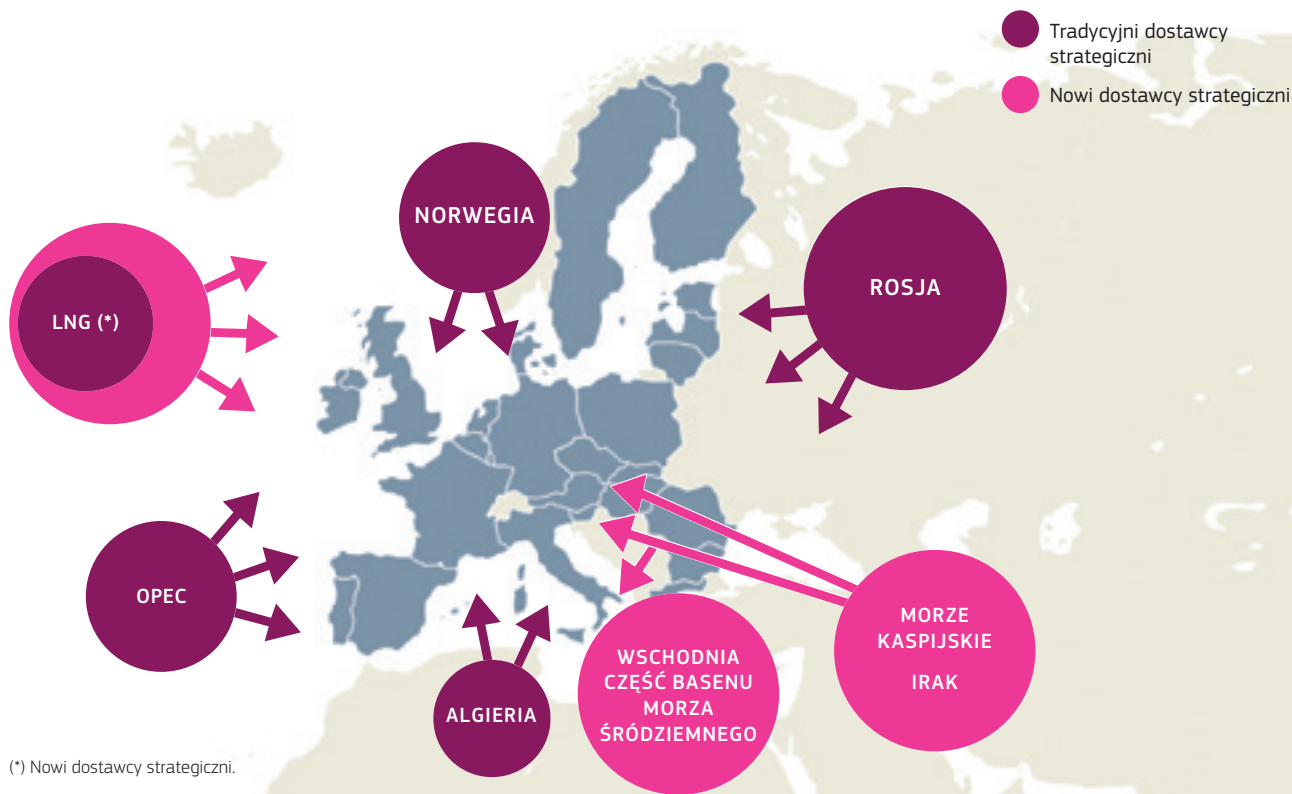 Tradycyjni dostawcy
strategiczni
Nowi dostawcy strategiczni
NORWEGIA
ROSJA
LNG (*)
OPEC
MORZE
KASPIJSKIE
IRAK
WSCHODNIA
CZĘŚĆ BASENU
MORZA
ŚRÓDZIEMNEGO
ALGIERIA
(*) Nowi dostawcy strategiczni.